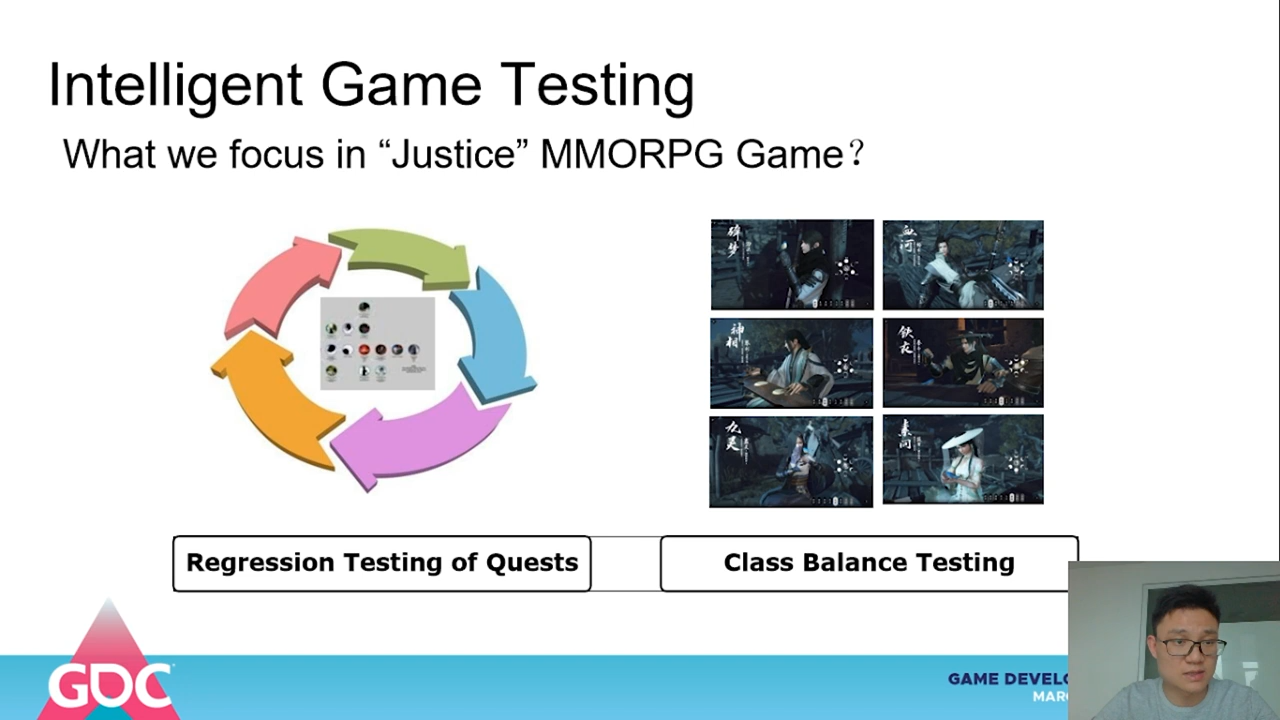 Intelligent Game Testing
What we focus in “Justice” MMORPG Game？
碎梦
血河
神相
铁衣
九灵
素问
Regression Testing of Quests
Class Balance Testing
GDC
GAME DEVELO
MARC